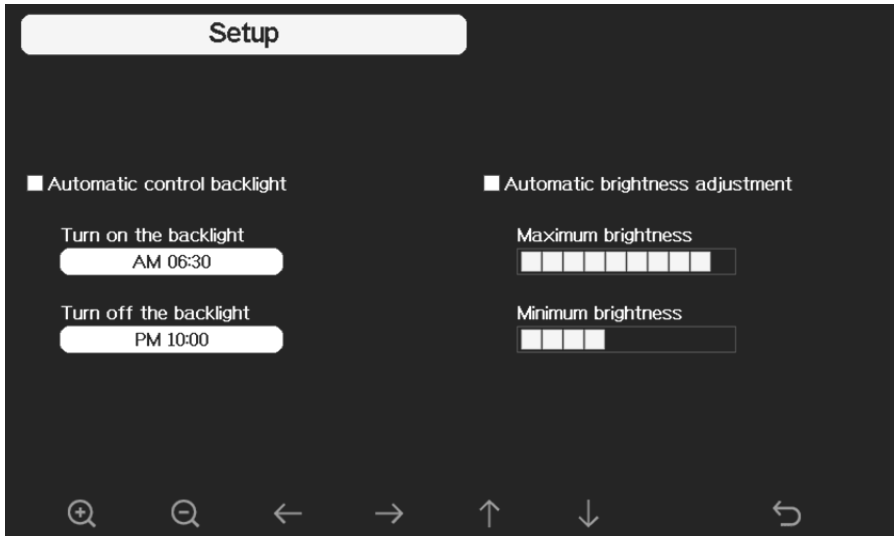 Setup
Automatic control backlight
Turn on the backlight
AM 06:30
Turn off the backlight
PM 10:00
Automatic brightness adjustment
Maximum brightness
Minimum brightness